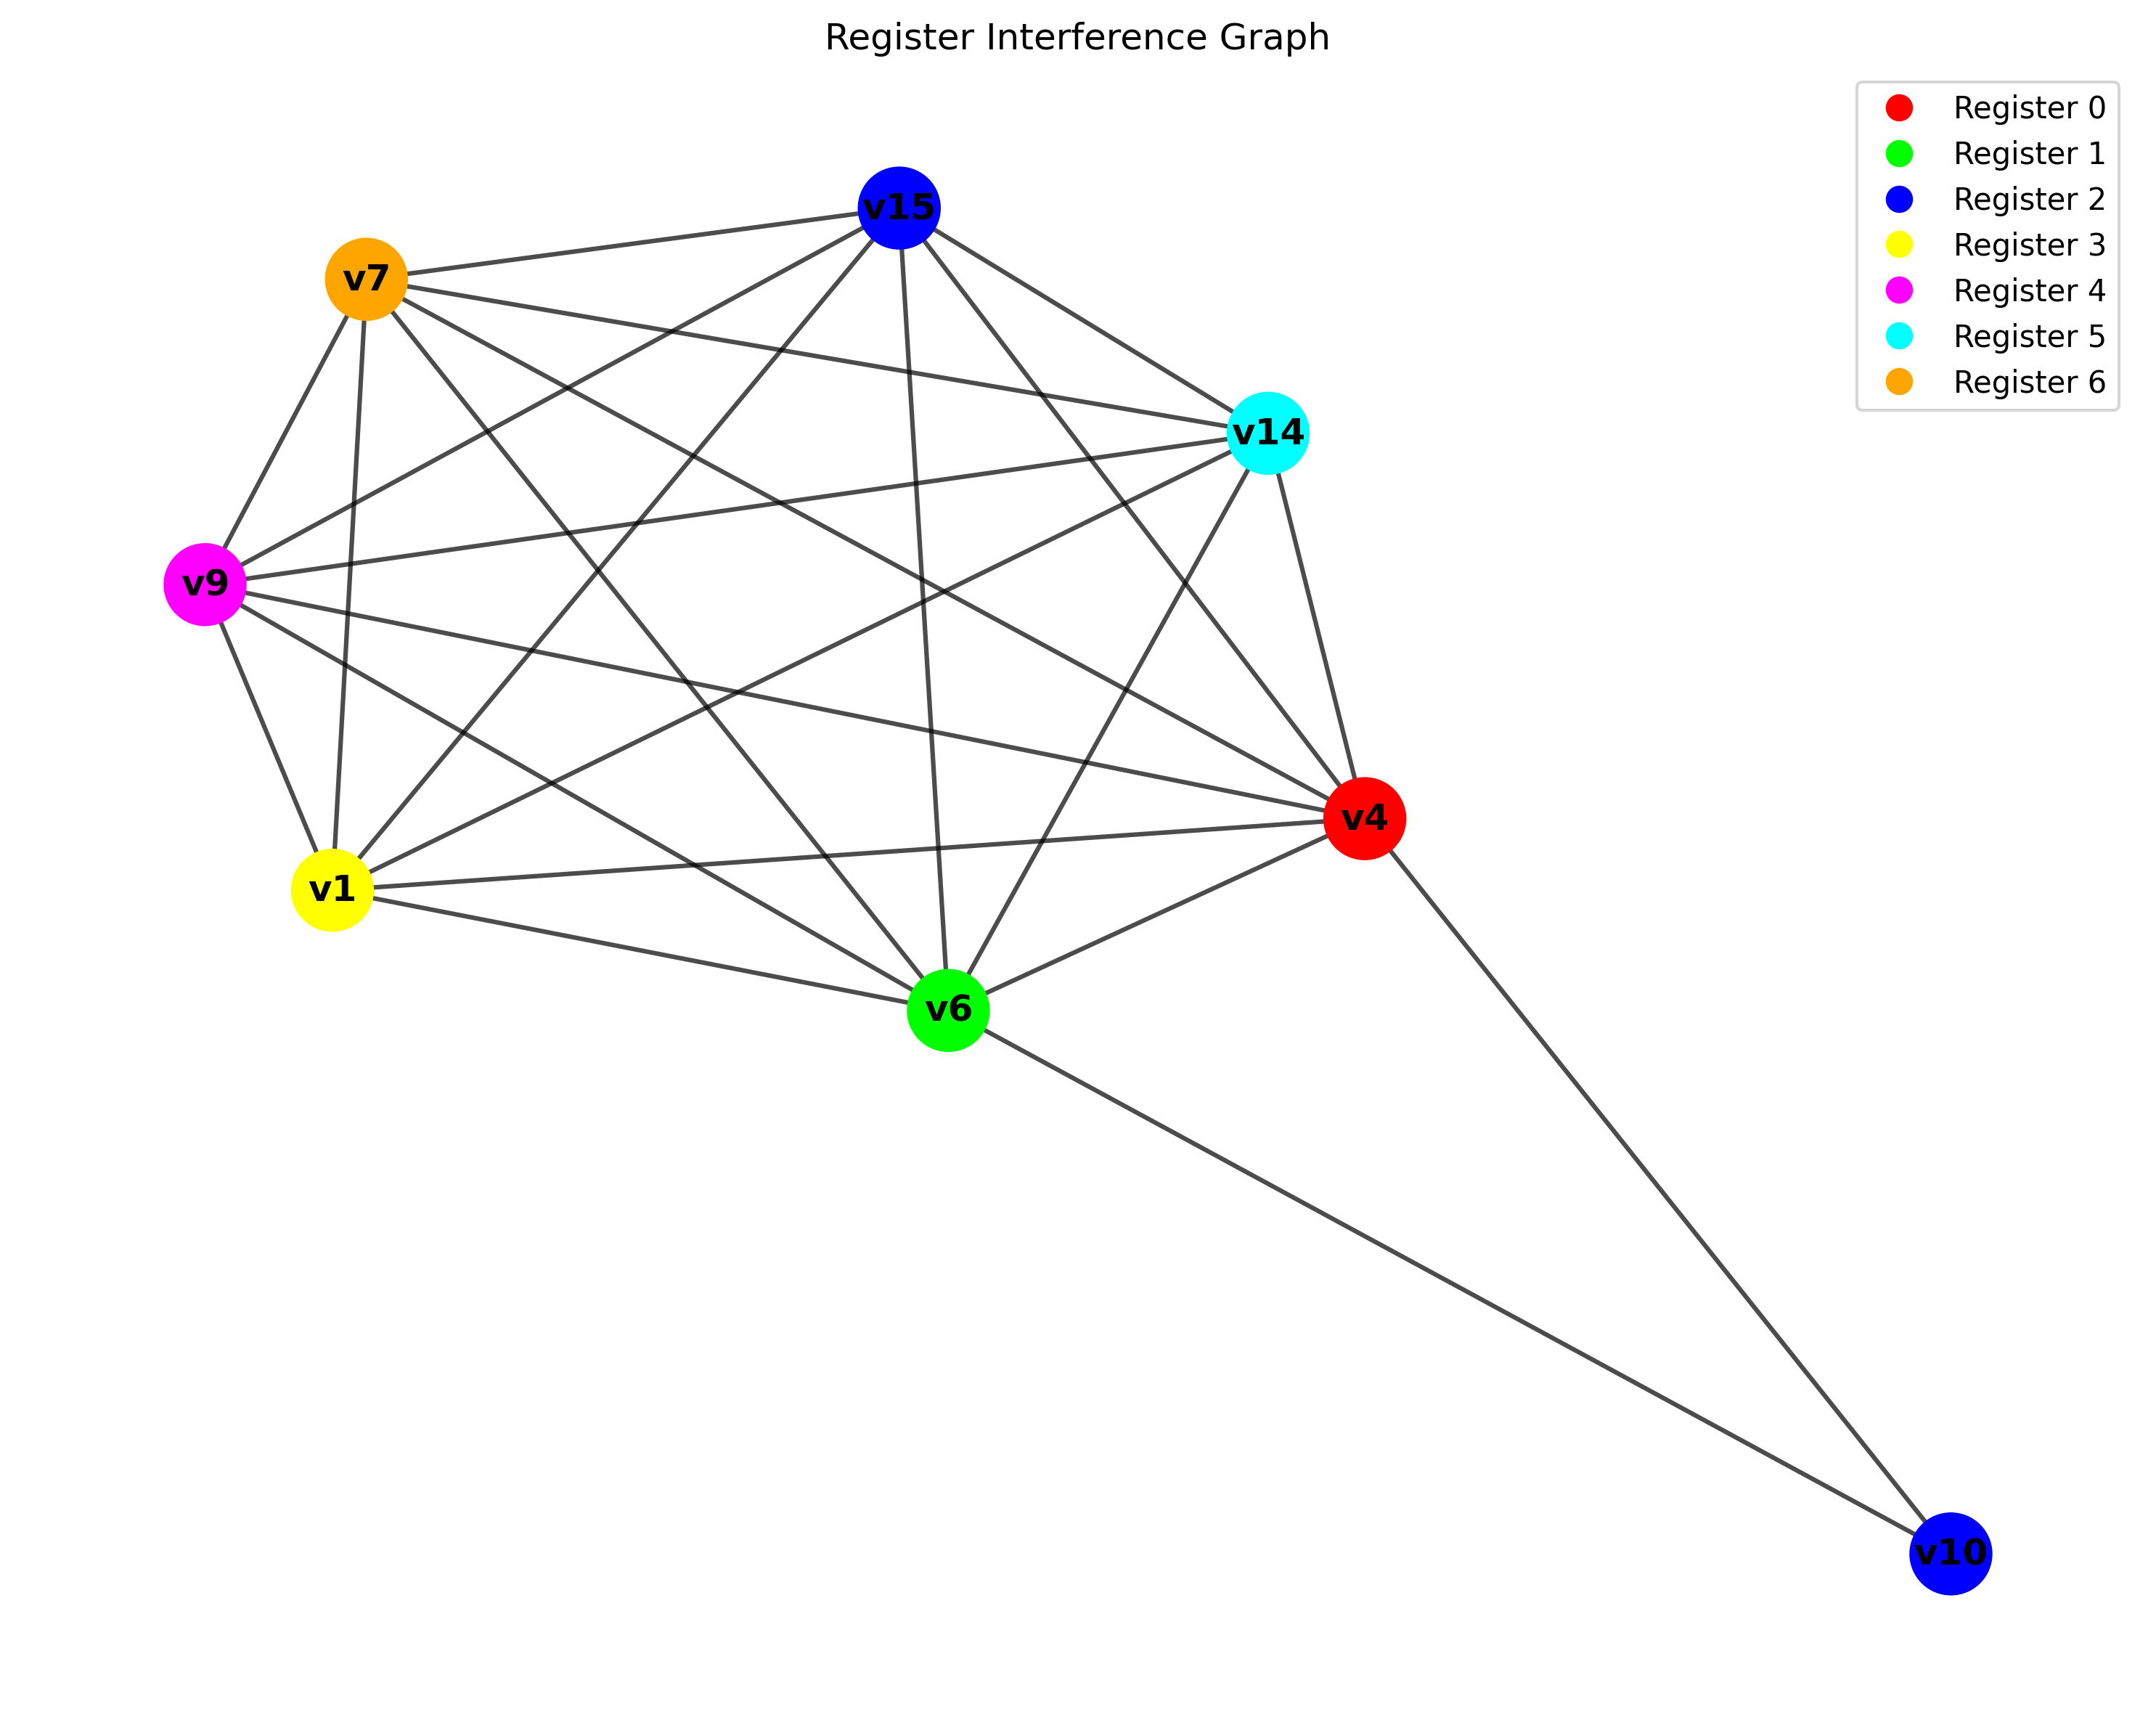 Register Interference Graph
Register 0
Register 1
Register 2
Register 3
Register 4
Register 5
Register 6
v15
v7
v14
v9
v4
v1
v6
v10